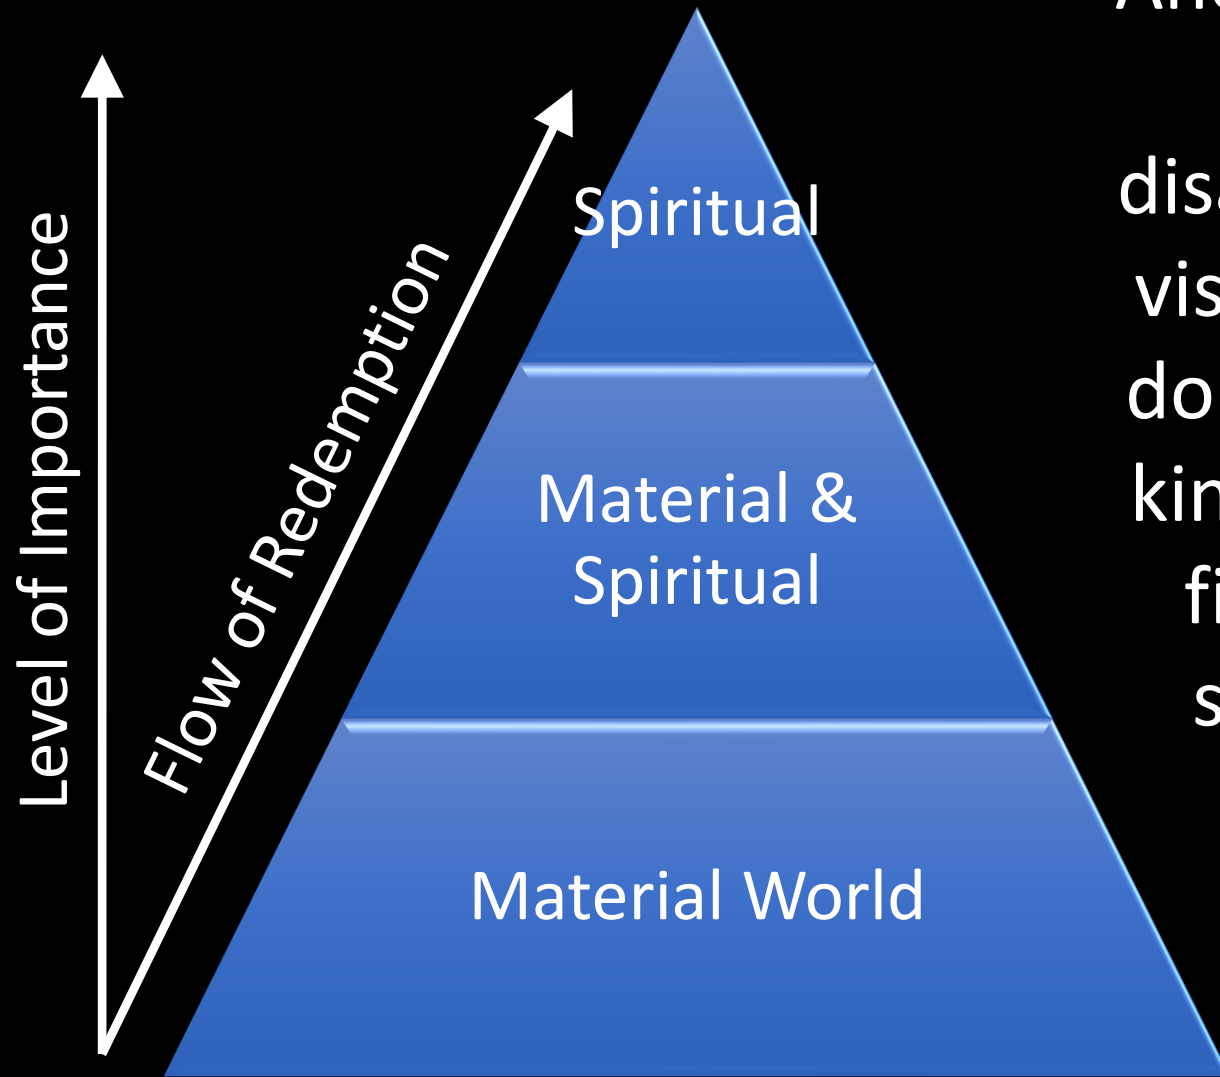 Level of Importance
Flow of Redemption
Spiritual
Material &
Spiritual
Material World